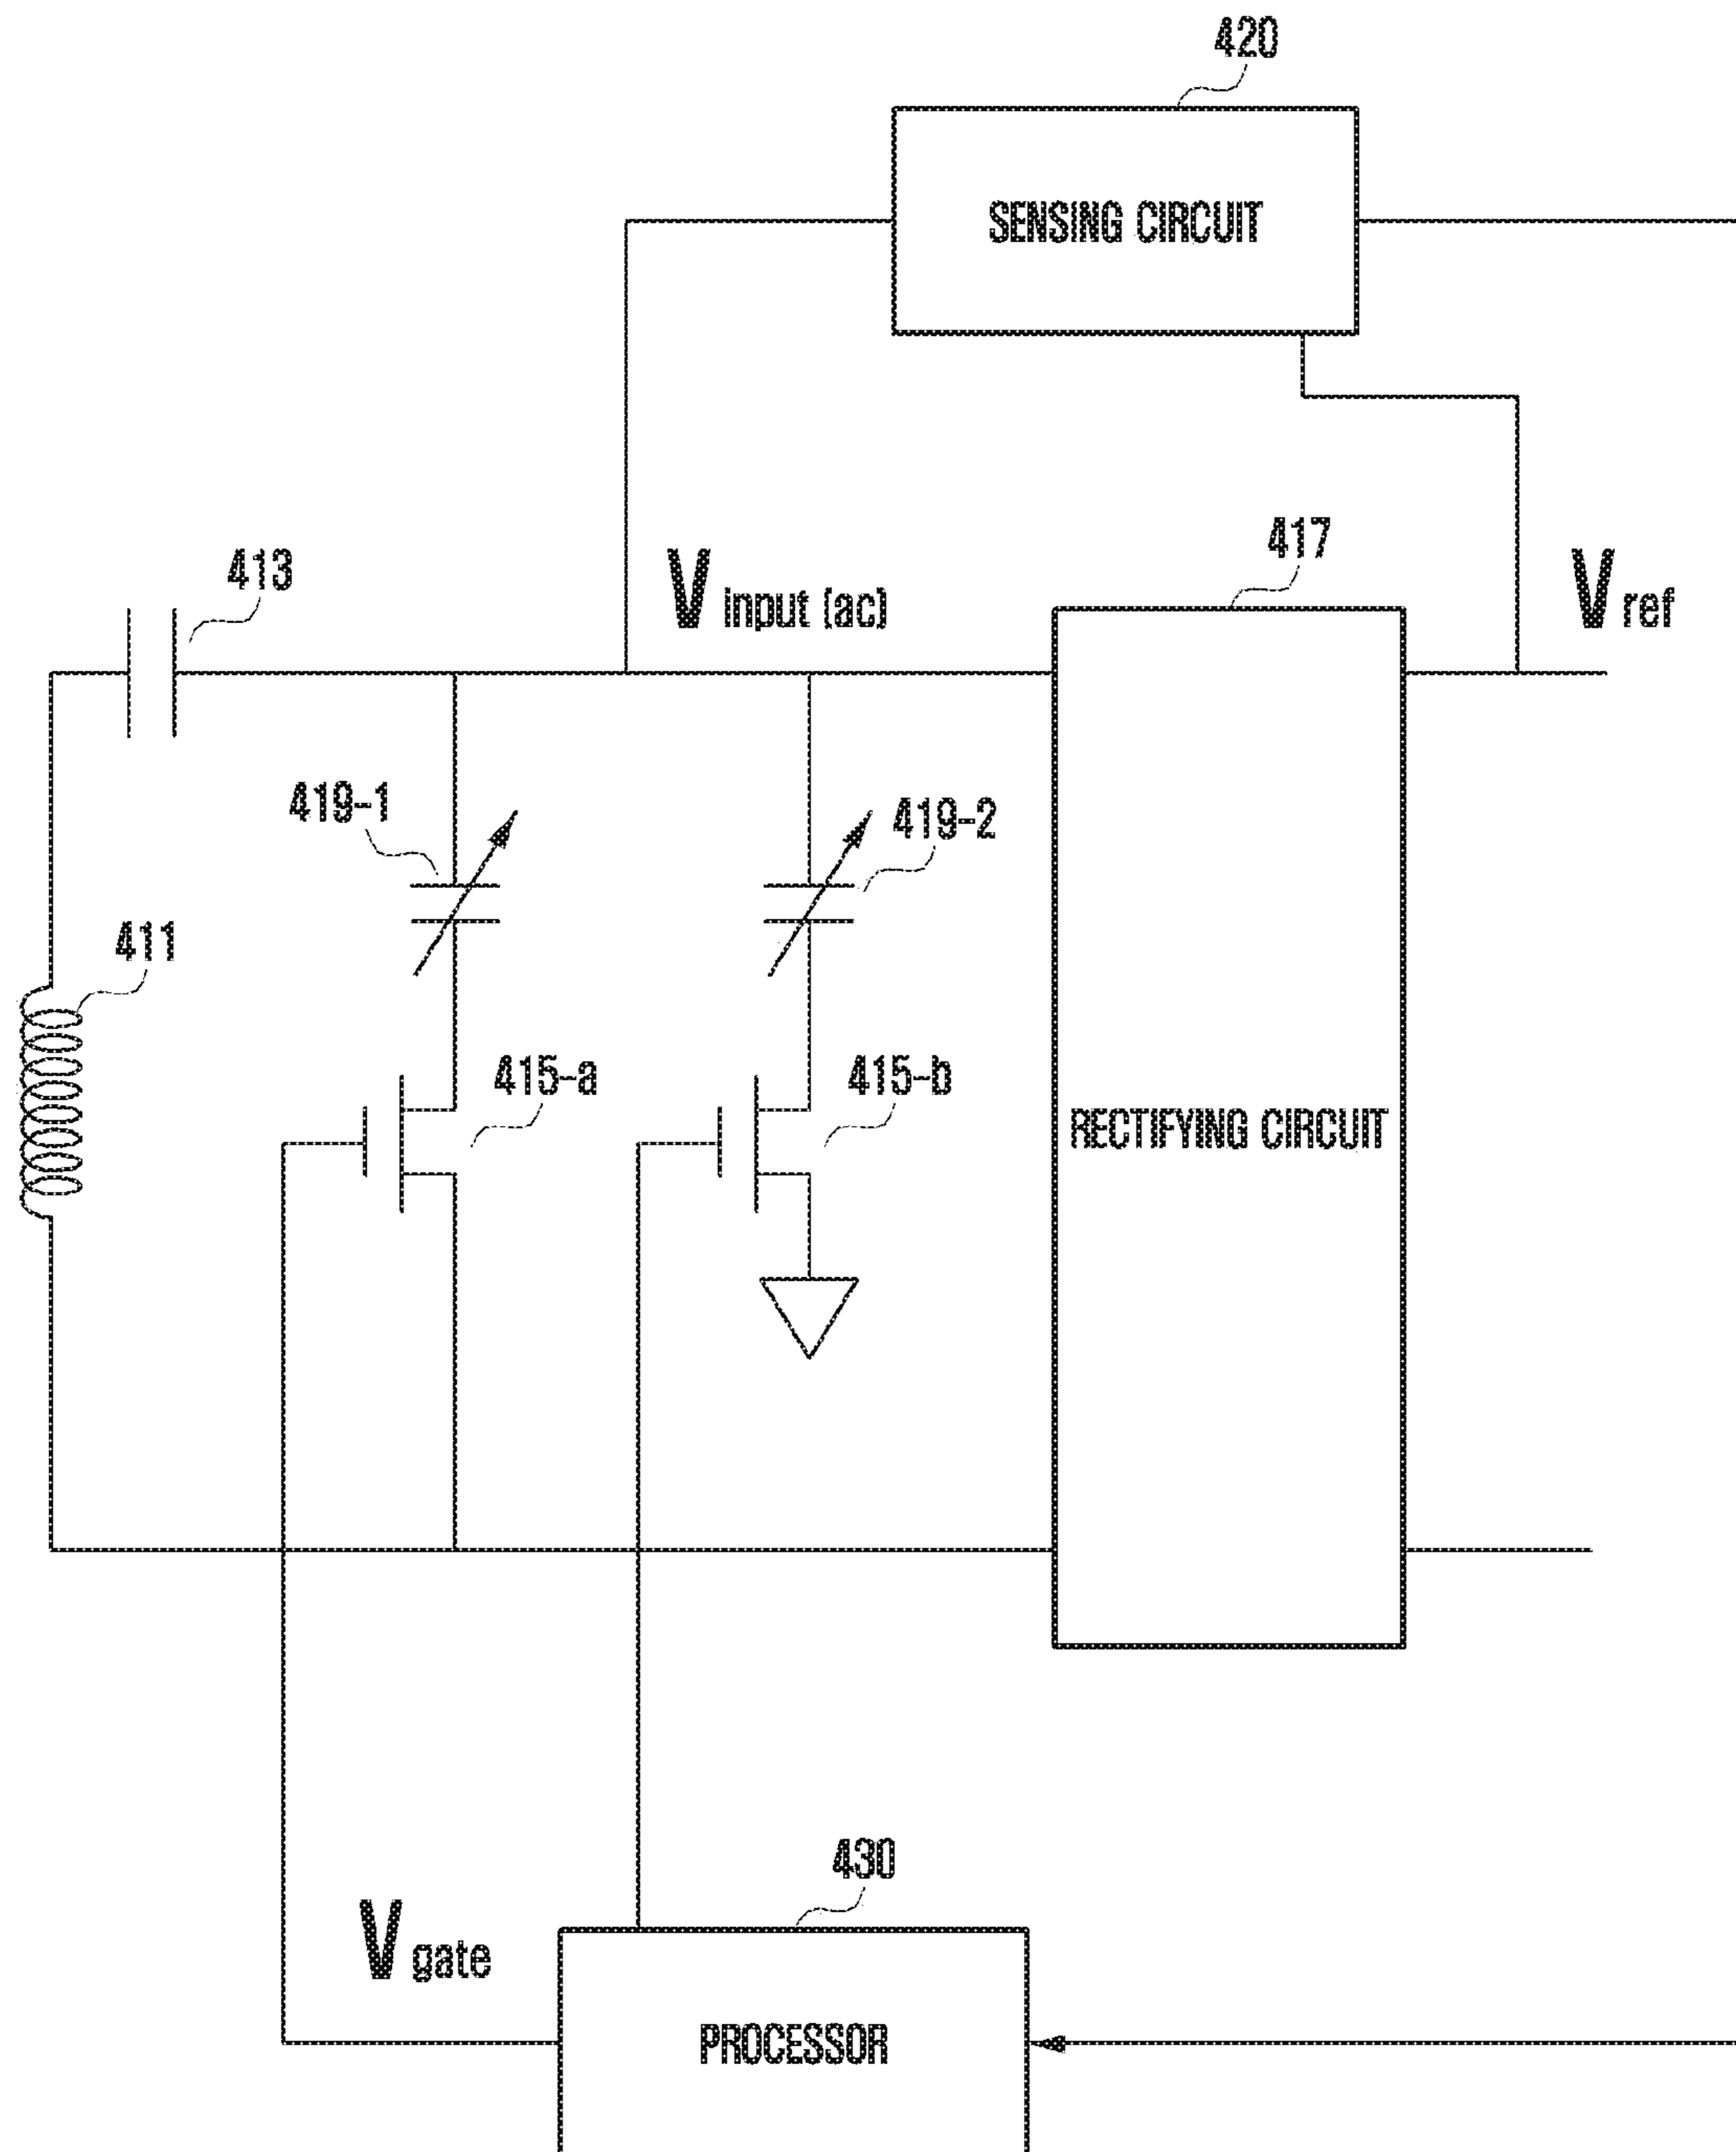 420
SENSING CIRCUIT
417
413
V input (ac)
V ref
419-1
419-2
411
415-a
415-b
RECTIFYING CIRCUIT
430
V gate
PROCESSOR